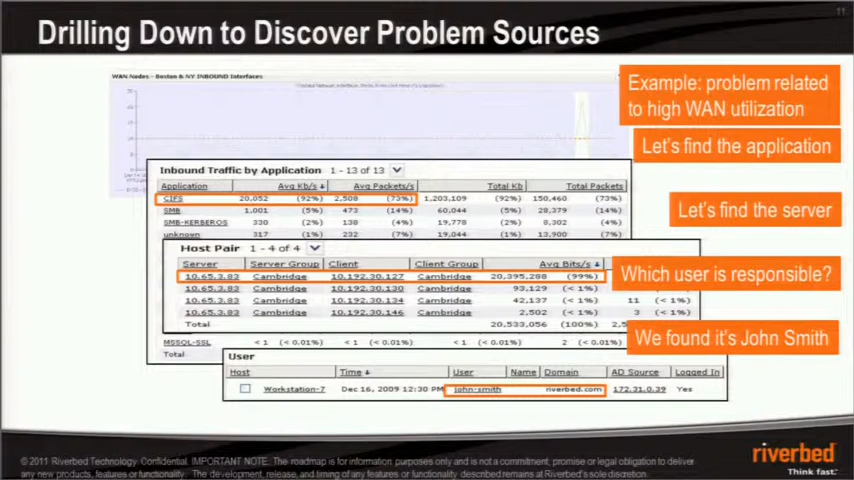 11
Drilling Down to Discover Problem Sources
WAN Nodes - Boston & NY INBOUND Interfaces
Example: problem related
to high WAN utilization
Let's find the application
Let's find the server
Which user is responsible?
We found it's John Smith
Inbound Traffic by Application 1 - 13 of 13
Application Avg Kb/s Avg Packets/s Total Kb Total Packets
CIFS 20,052 (92%) 2,508 (73%) 1,203,109 (92%) 150,460 (73%)
SMB 1,001 (5%) 473 (14%) 60,044 (5%) 28,379 (14%)
SMB-KERBEROS 330 (2%) 138 (4%) 19,778 (2%) 8,302 (4%)
unknown 317 (1%) 232 (7%) 19,044 (1%) 13,900 (7%)
Host Pair 1 - 4 of 4
Server Server Group Client Client Group Avg Bits/s
10.65.3.83 Cambridge 10.192.30.127 Cambridge 20,395,288 (99%)
10.65.3.83 Cambridge 10.192.30.130 Cambridge 93,129 (< 1%)
10.65.3.83 Cambridge 10.192.30.134 Cambridge 42,137 (< 1%) 11 (< 1%)
10.65.3.83 Cambridge 10.192.30.146 Cambridge 2,502 (< 1%) 3 (< 1%)
Total 20,533,056 (100%)
MSSQL-SSL < 1 (< 0.01%) < 1 (< 0.01%) < 1 (< 0.01%) 2 (< 0.01%)
Total
User
Host Time User Name Domain AD Source Logged In
Workstation-7 Dec 16, 2009 12:30 PM john-smith riverbed.com 172.31.0.39 Yes
© 2011 Riverbed Technology. Confidential. IMPORTANT NOTE: The roadmap is for information purposes only and is not a commitment, promise or legal obligation to deliver
any new products, features or functionality. The development, release, and timing of any features or functionality described remains at Riverbed's sole discretion.
riverbed
Think fast.